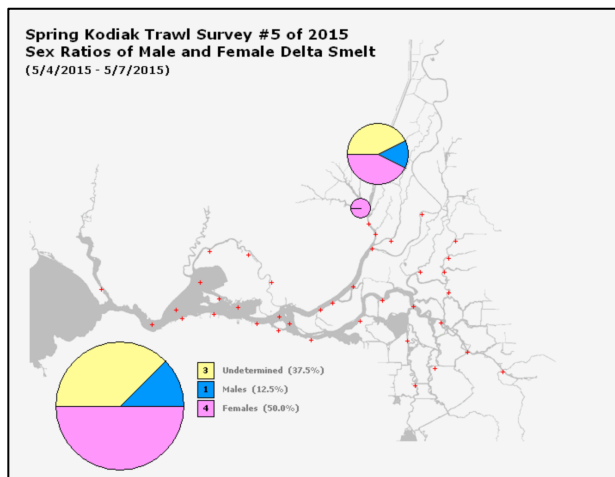 Spring Kodiak Trawl Survey #5 of 2015
Sex Ratios of Male and Female Delta Smelt
(5/4/2015 - 5/7/2015)
3 Undetermined (37.5%)
1 Males (12.5%)
4 Females (50.0%)